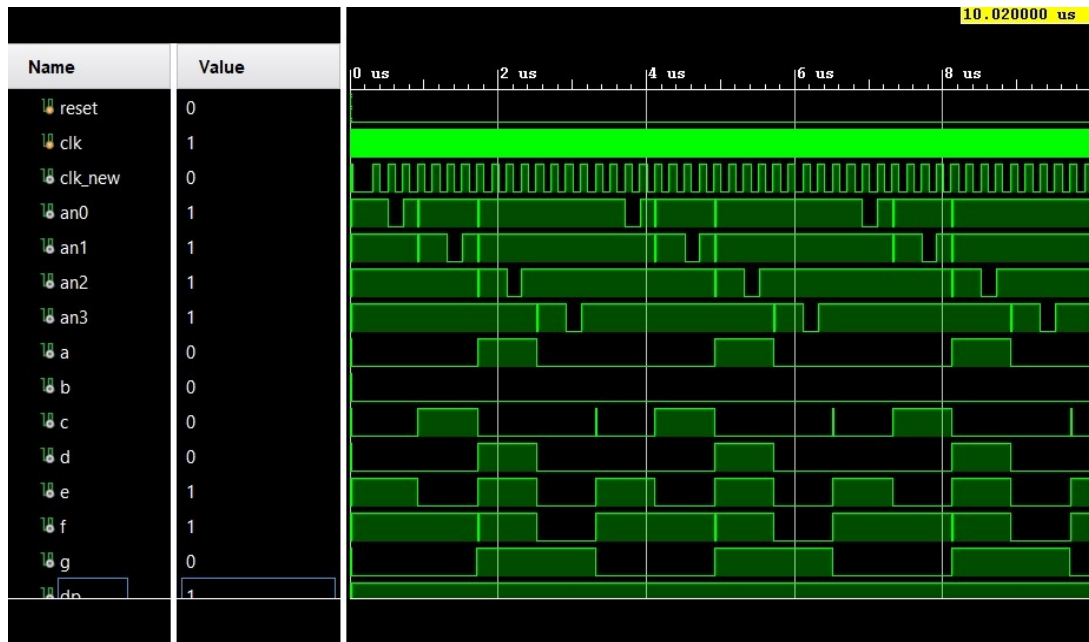 10.020000 us
Name Value
0 us 2 us 4 us 6 us 8 us
reset 0
clk 1
clk_new 0
an0 1
an1 1
an2 1
an3 1
a 0
b 0
c 0
d 0
e 1
f 1
g 0
dp 1